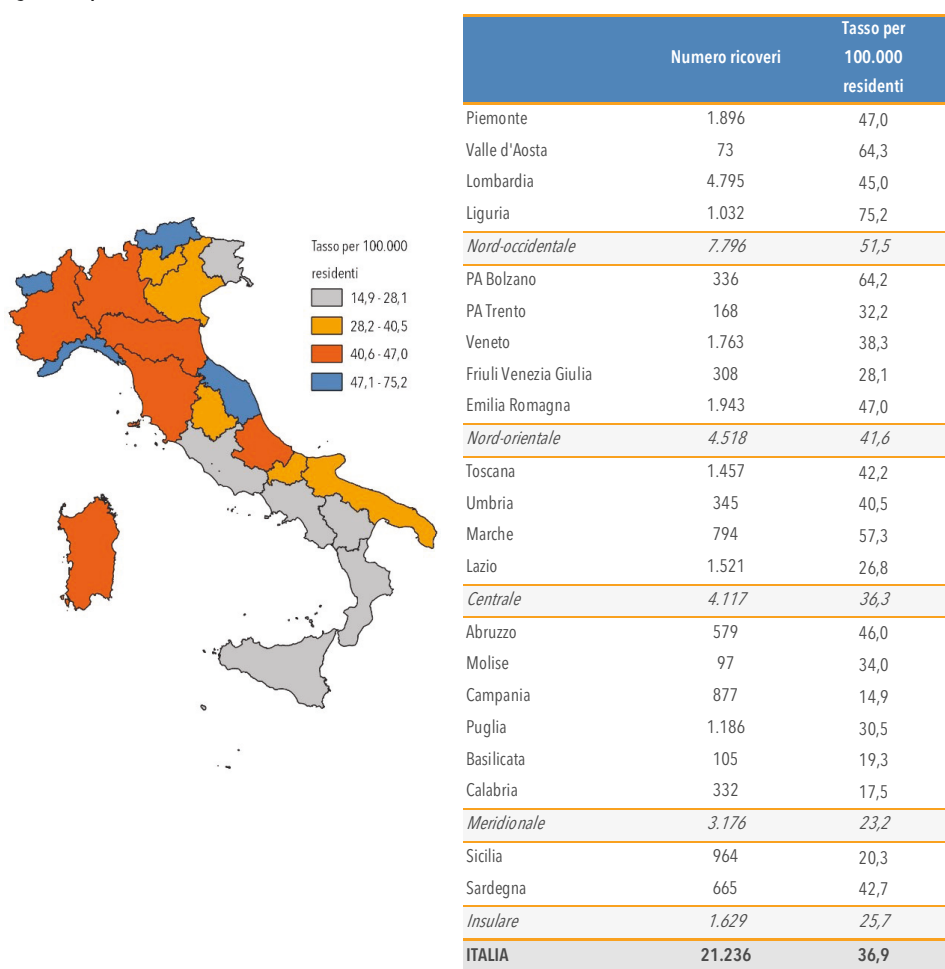 Tasso per 100.000
residenti
14,9 - 28,1
28,2 - 40,5
40,6 - 47,0
47,1 - 75,2
Numero ricoveri Tasso per 100.000 residenti
Piemonte 1.896 47,0
Valle d'Aosta 73 64,3
Lombardia 4.795 45,0
Liguria 1.032 75,2
Nord-occidentale 7.796 51,5
PA Bolzano 336 64,2
PA Trento 168 32,2
Veneto 1.763 38,3
Friuli Venezia Giulia 308 28,1
Emilia Romagna 1.943 47,0
Nord-orientale 4.518 41,6
Toscana 1.457 42,2
Umbria 345 40,5
Marche 794 57,3
Lazio 1.521 26,8
Centrale 4.117 36,3
Abruzzo 579 46,0
Molise 97 34,0
Campania 877 14,9
Puglia 1.186 30,5
Basilicata 105 19,3
Calabria 332 17,5
Meridionale 3.176 23,2
Sicilia 964 20,3
Sardegna 665 42,7
Insulare 1.629 25,7
ITALIA 21.236 36,9